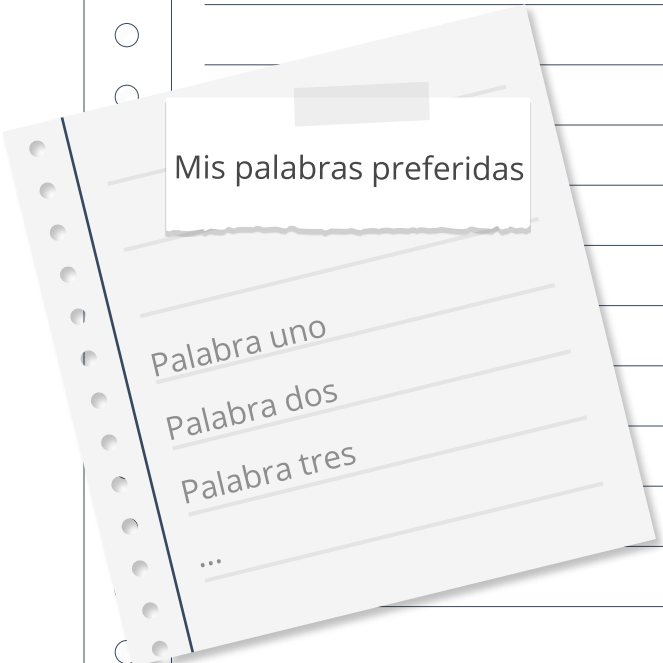 Mis palabras preferidas
Palabra uno
Palabra dos
Palabra tres
...